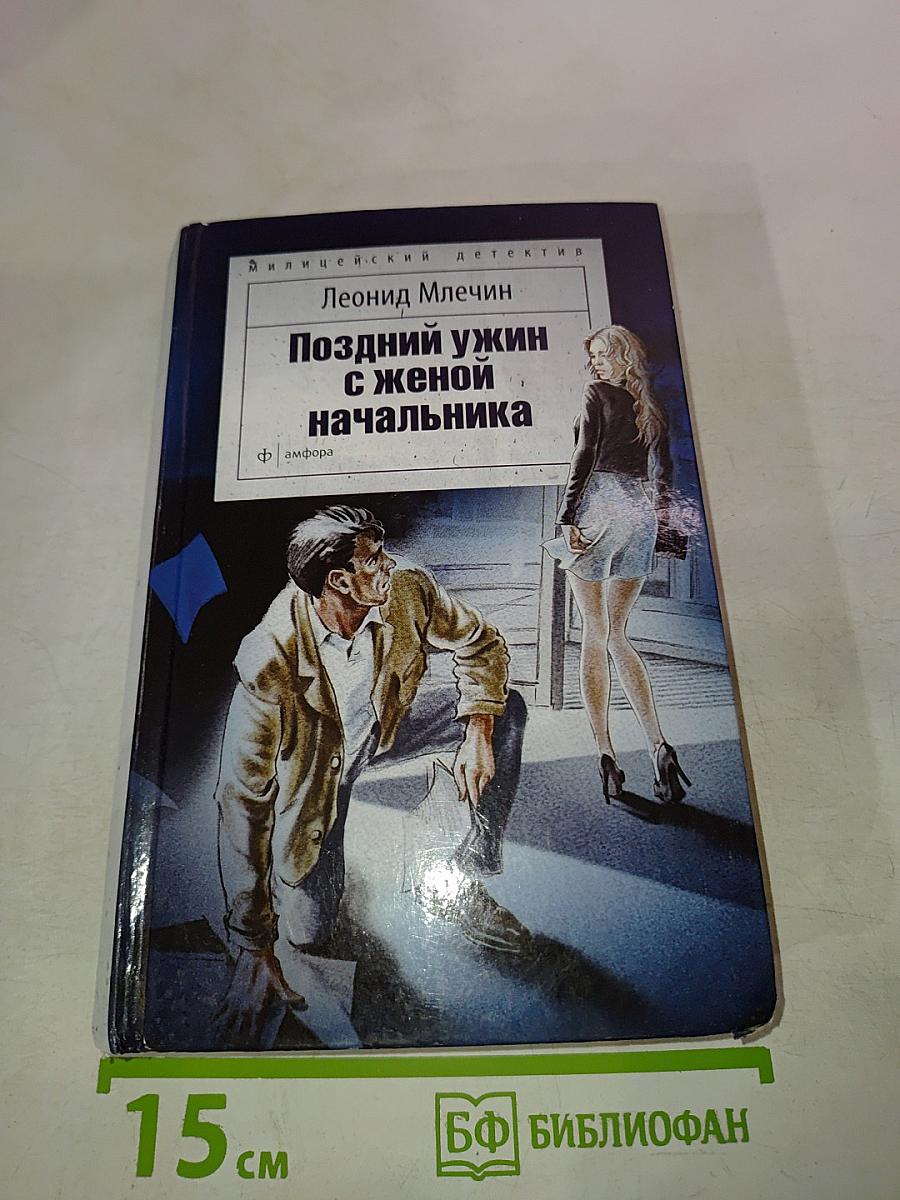 милицейский детектив
Леонид Млечин
Поздний ужин
с женой
начальника
ф амфора
15 см
БФ БИБЛИОФАН